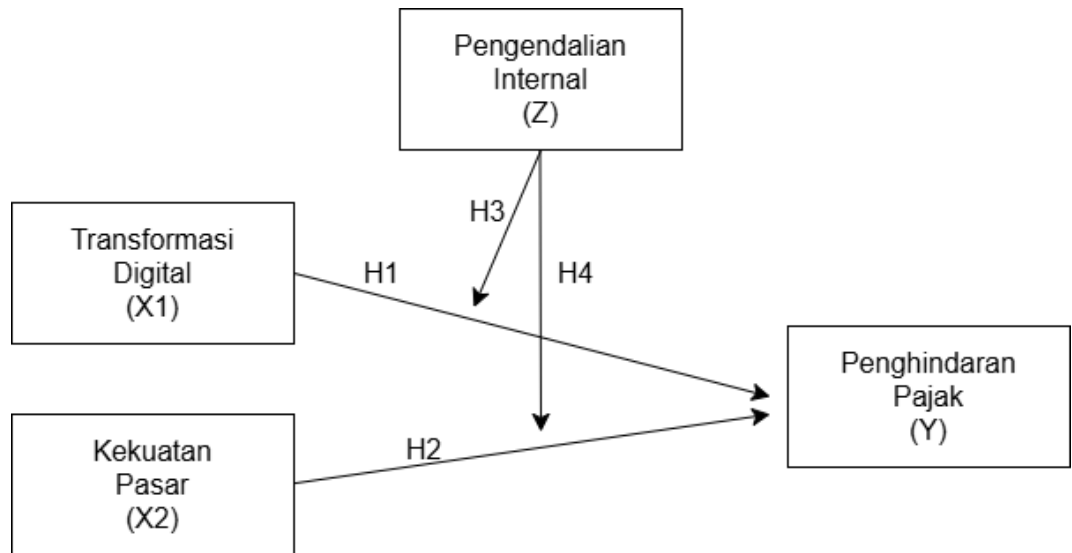 Pengendalian
Internal
(Z)
H3
Transformasi
Digital
(X1)
H1
H4
Penghindaran
Pajak
(Y)
Kekuatan
Pasar
(X2)
H2